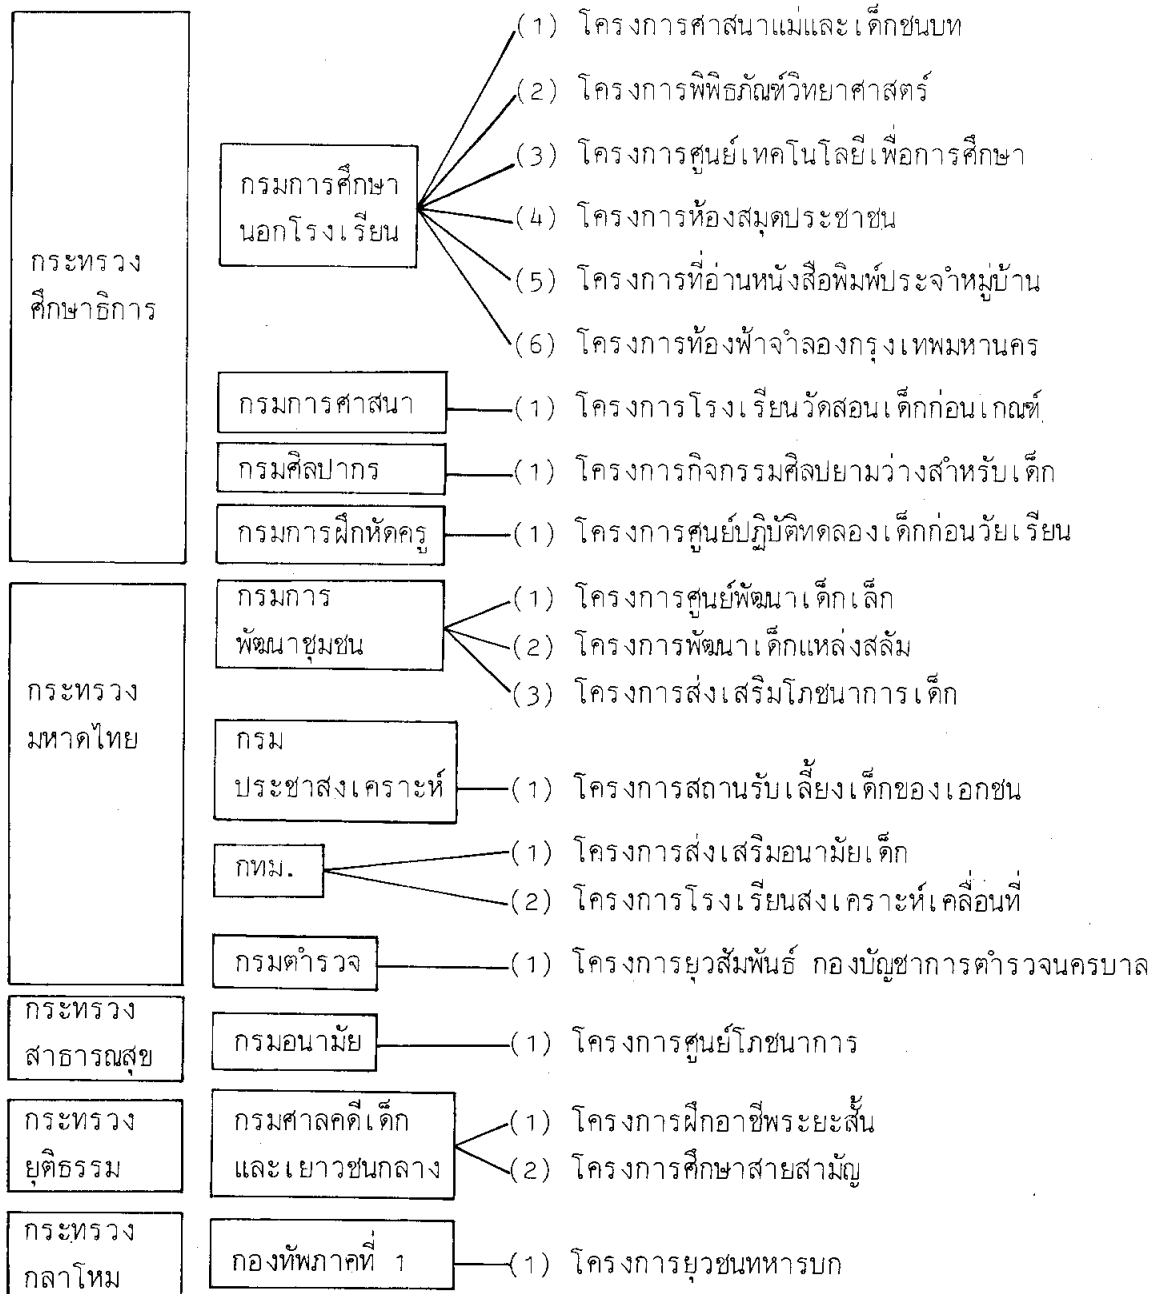 กระทรวง
ศึกษาธิการ
กรมการศึกษา
นอกโรงเรียน
(1) โครงการศาสนาแม่และเด็กชนบท
(2) โครงการพิพิธภัณฑ์วิทยาศาสตร์
(3) โครงการศูนย์เทคโนโลยีเพื่อการศึกษา
(4) โครงการห้องสมุดประชาชน
(5) โครงการที่อ่านหนังสือพิมพ์ประจำหมู่บ้าน
(6) โครงการท้องฟ้าจำลองกรุงเทพมหานคร
กรมการศาสนา
(1) โครงการโรงเรียนวัดสอนเด็กก่อนเกณฑ์
กรมศิลปากร
(1) โครงการกิจกรรมศิลปยามว่างสำหรับเด็ก
กรมการฝึกหัดครู
(1) โครงการศูนย์ปฏิบัติทดลองเด็กก่อนวัยเรียน
กระทรวง
มหาดไทย
กรมการ
พัฒนาชุมชน
(1) โครงการศูนย์พัฒนาเด็กเล็ก
(2) โครงการพัฒนาเด็กแหล่งสลัม
(3) โครงการส่งเสริมโภชนาการเด็ก
กรม
ประชาสงเคราะห์
(1) โครงการสถานรับเลี้ยงเด็กของเอกชน
กทม.
(1) โครงการส่งเสริมอนามัยเด็ก
(2) โครงการโรงเรียนสงเคราะห์เคลื่อนที่
กรมตำรวจ
(1) โครงการยุวสัมพันธ์ กองบัญชาการตำรวจนครบาล
กระทรวง
สาธารณสุข
กรมอนามัย
(1) โครงการศูนย์โภชนาการ
กระทรวง
ยุติธรรม
กรมศาลคดีเด็ก
และเยาวชนกลาง
(1) โครงการฝึกอาชีพระยะสั้น
(2) โครงการศึกษาสายสามัญ
กระทรวง
กลาโหม
กองทัพภาคที่ 1
(1) โครงการยุวชนทหารบก